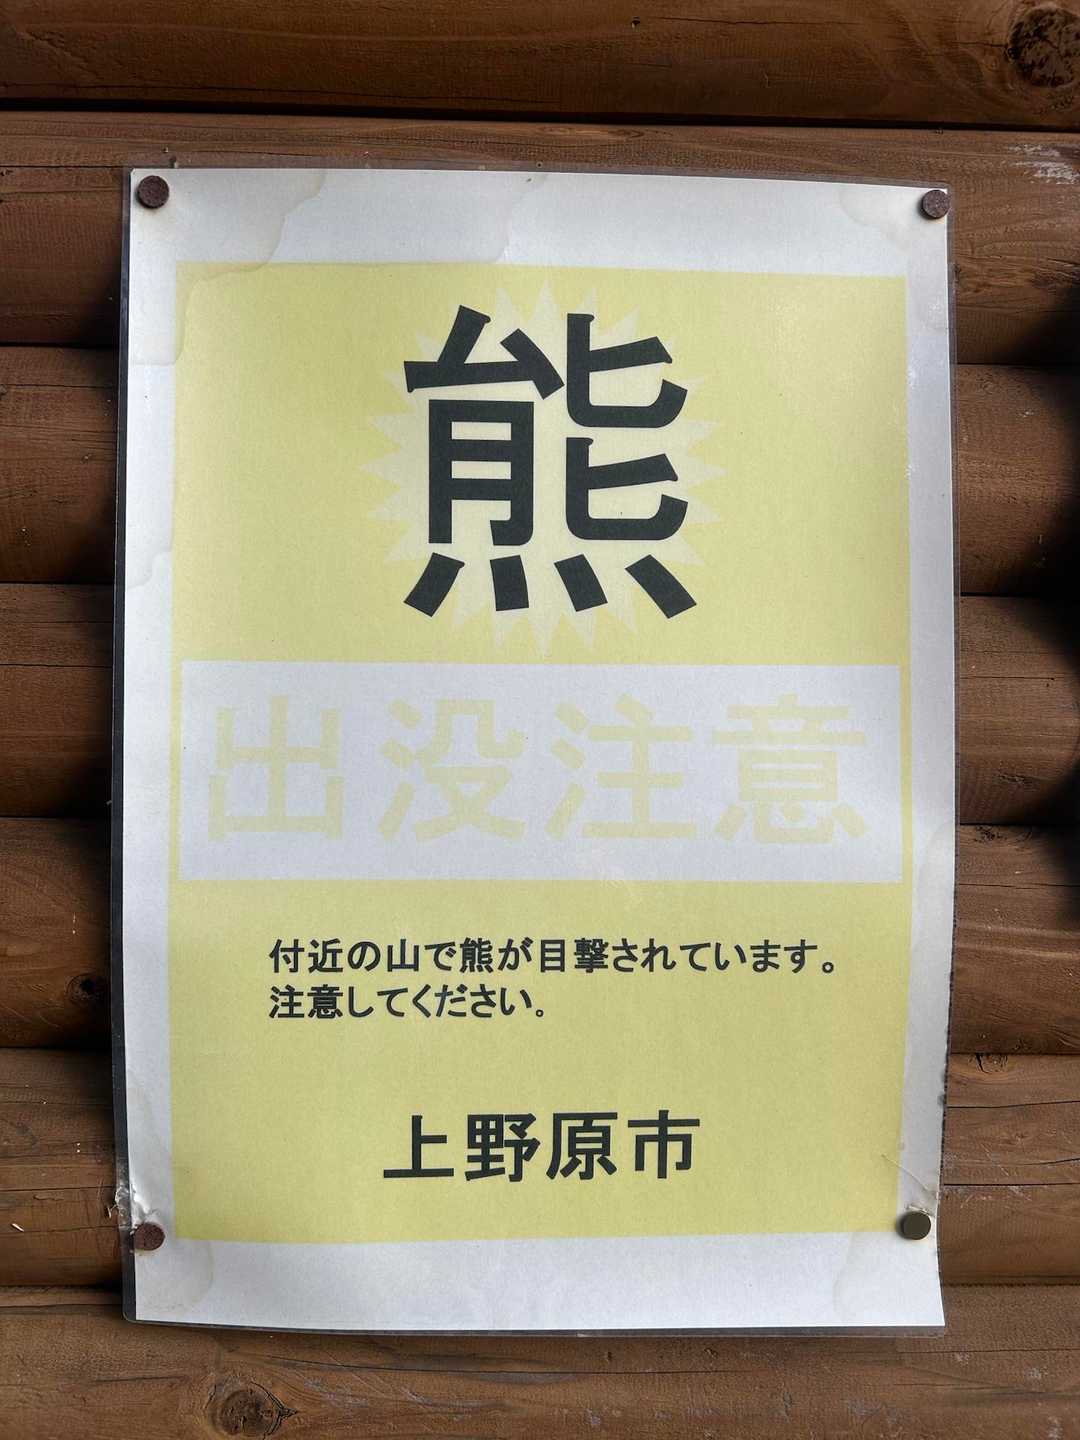 熊
出没注意
付近の山で熊が目撃されています。
注意してください。
上野原市